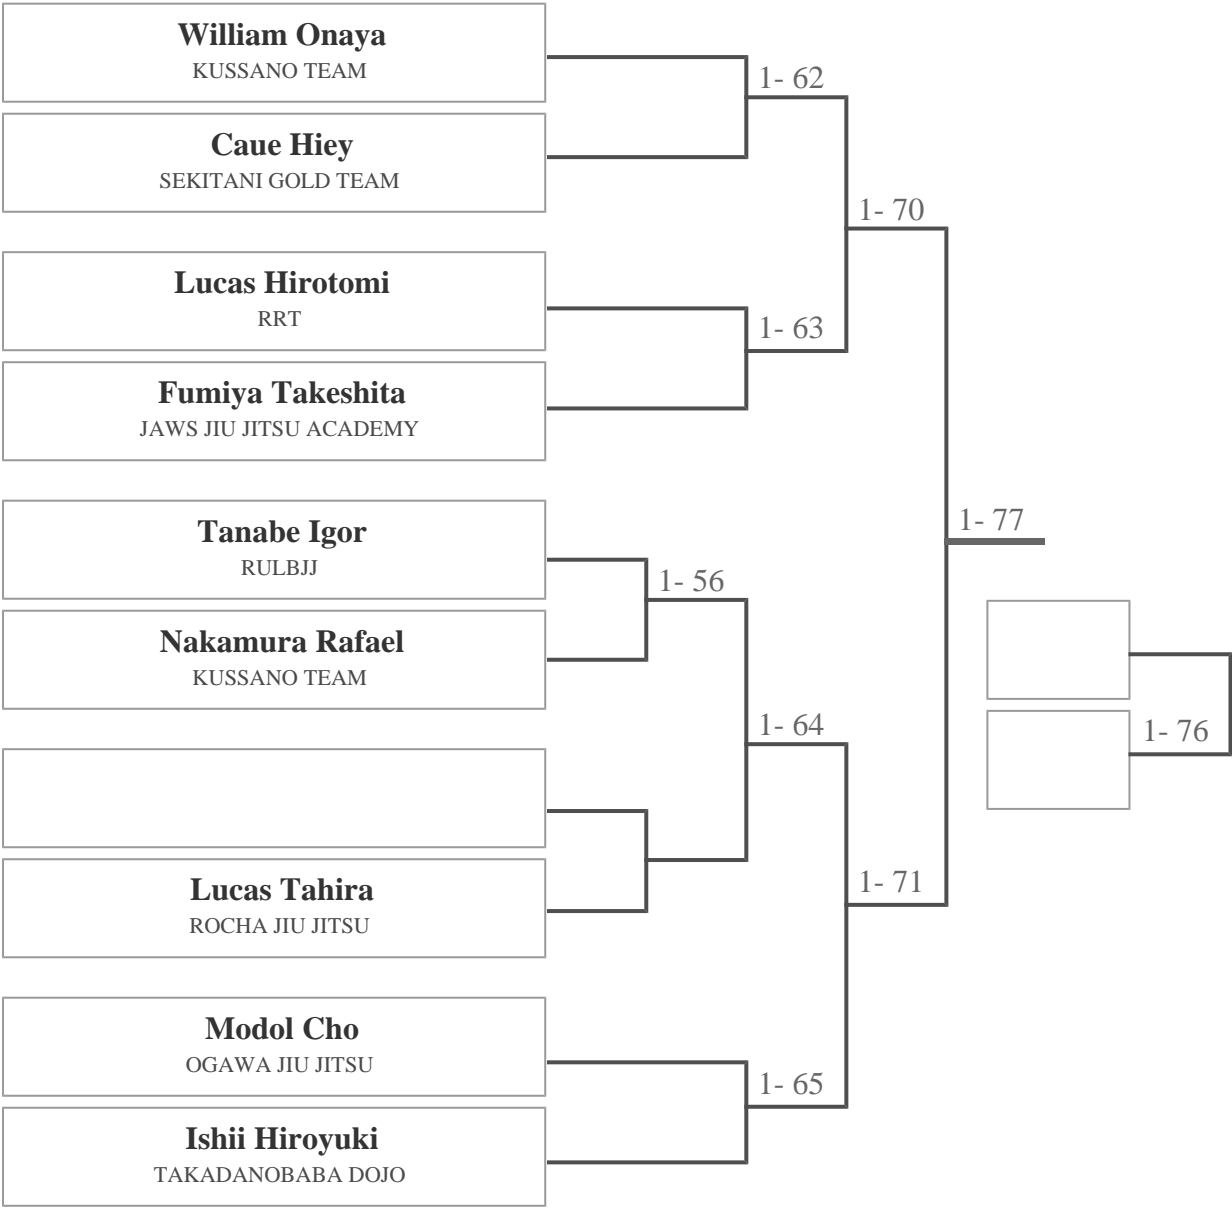 William Onaya
KUSSANO TEAM
1- 62
Caue Hiey
SEKITANI GOLD TEAM
1- 70
Lucas Hirotomi
RRT
1- 63
Fumiya Takeshita
JAWS JIU JITSU ACADEMY
1- 77
Tanabe Igor
RULBJJ
1- 56
Nakamura Rafael
KUSSANO TEAM
1- 64
1- 76
Lucas Tahira
ROCHA JIU JITSU
1- 71
Modol Cho
OGAWA JIU JITSU
1- 65
Ishii Hiroyuki
TAKADANOBABA DOJO